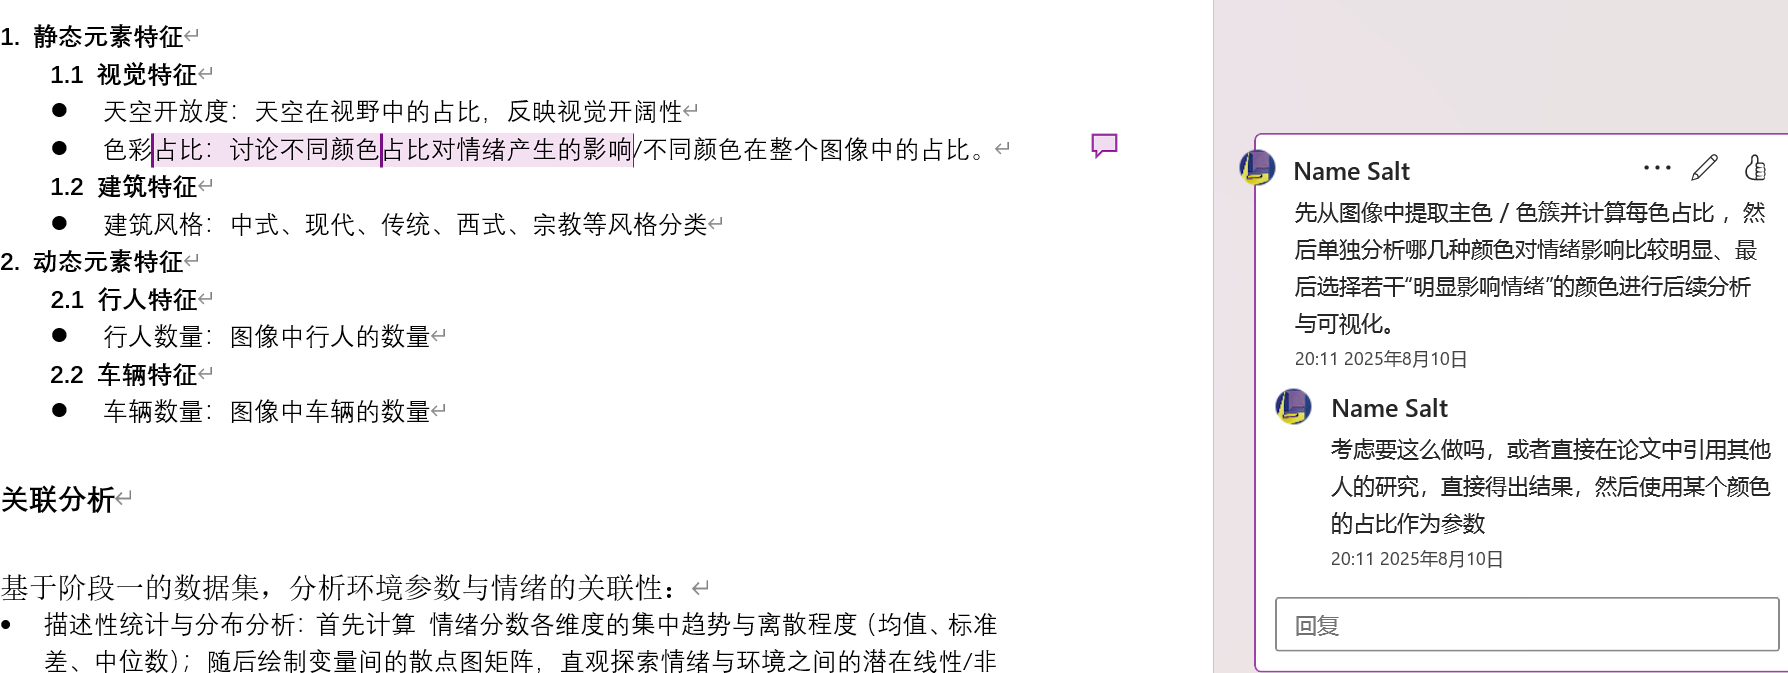 1. 静态元素特征
1.1 视觉特征
● 天空开放度：天空在视野中的占比，反映视觉开阔性
● 色彩占比：讨论不同颜色占比对情绪产生的影响/不同颜色在整个图像中的占比。
1.2 建筑特征
● 建筑风格：中式、现代、传统、西式、宗教等风格分类
2. 动态元素特征
2.1 行人特征
● 行人数量：图像中行人的数量
2.2 车辆特征
● 车辆数量：图像中车辆的数量
关联分析
基于阶段一的数据集，分析环境参数与情绪的关联性：
• 描述性统计与分布分析：首先计算 情绪分数各维度的集中趋势与离散程度（均值、标准
差、中位数）；随后绘制变量间的散点图矩阵，直观探索情绪与环境之间的潜在线性/非
Name Salt
先从图像中提取主色 / 色簇并计算每色占比 ，然
后单独分析哪几种颜色对情绪影响比较明显、最
后选择若干“明显影响情绪”的颜色进行后续分析
与可视化。
20:11 2025年8月10日
Name Salt
考虑要这么做吗，或者直接在论文中引用其他
人的研究，直接得出结果，然后使用某个颜色
的占比作为参数
20:11 2025年8月10日
回复